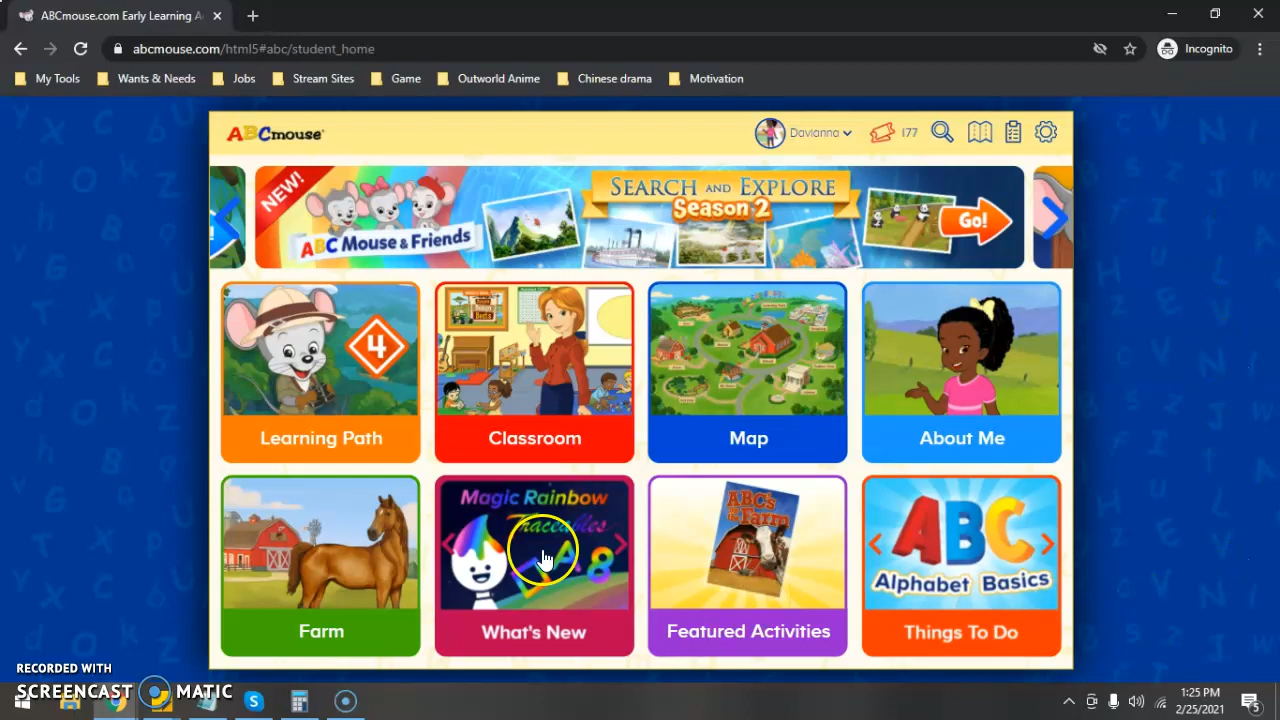 ABCmouse.com Early Learning A
abcmouse.com/html5#abc/student_home
Incognito
My Tools
Wants & Needs
Jobs
Stream Sites
Game
Outworld Anime
Chinese drama
Motivation
ABCmouse
Davianna
177
NEW!
ABC Mouse & Friends
SEARCH AND EXPLORE
Season 2
Go!
4
Learning Path
Classroom
Map
About Me
Magic Rainbow
Traceables
A
8
ABC's
Farm
ABC
Alphabet Basics
Farm
What's New
Featured Activities
Things To Do
RECORDED WITH
SCREENCAST MATIC
1:25 PM
2/25/2021
5